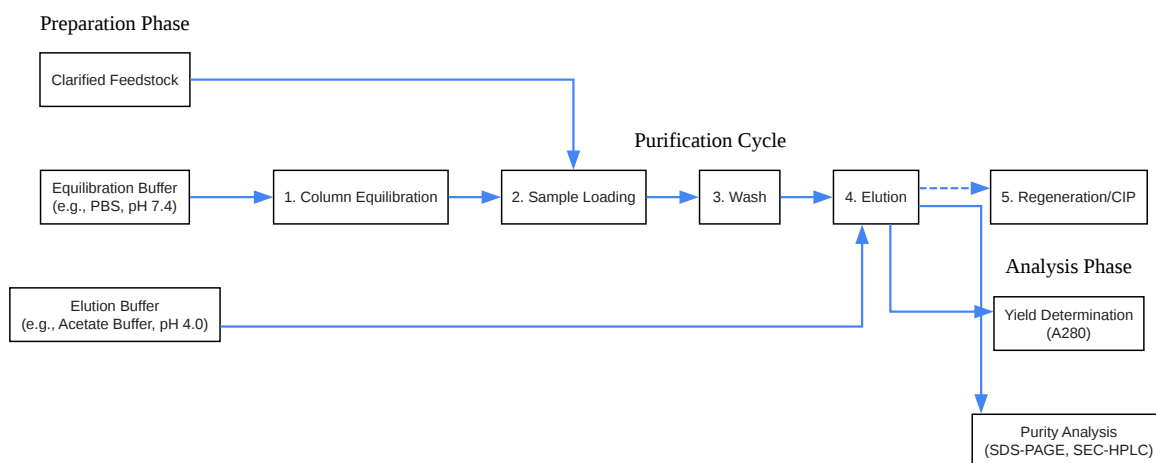 Preparation Phase
Clarified Feedstock
Purification Cycle
Equilibration Buffer
(e.g., PBS, pH 7.4)
1. Column Equilibration
2. Sample Loading
3. Wash
4. Elution
5. Regeneration/CIP
Analysis Phase
Elution Buffer
(e.g., Acetate Buffer, pH 4.0)
Yield Determination
(A280)
Purity Analysis
(SDS-PAGE, SEC-HPLC)